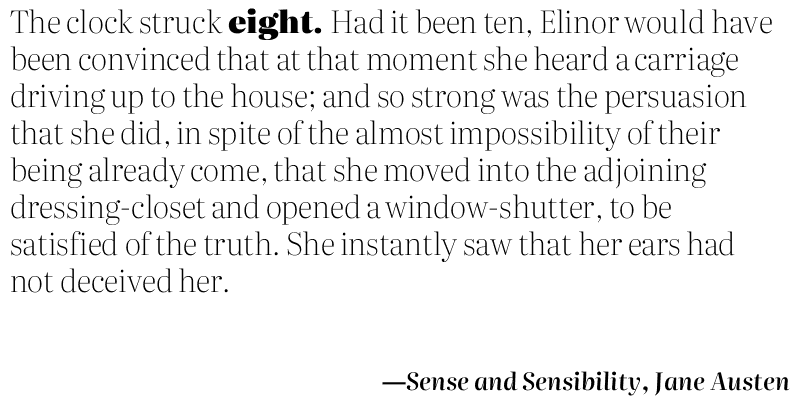 The clock struck eight. Had it been ten, Elinor would have
been convinced that at that moment she heard a carriage
driving up to the house; and so strong was the persuasion
that she did, in spite of the almost impossibility of their
being already come, that she moved into the adjoining
dressing-closet and opened a window-shutter, to be
satisfied of the truth. She instantly saw that her ears had
not deceived her.
—Sense and Sensibility, Jane Austen